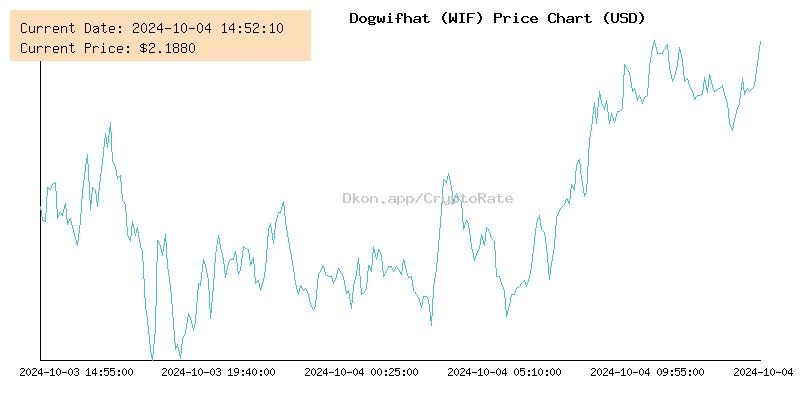 Dogwifhat (WIF) Price Chart (USD)
Current Date: 2024-10-04 14:52:10
Current Price: $2.1880
Dkon.app/CryptoRate
2024-10-03 14:55:00
2024-10-03 19:40:00
2024-10-04 00:25:00
2024-10-04 05:10:00
2024-10-04 09:55:00
2024-10-04